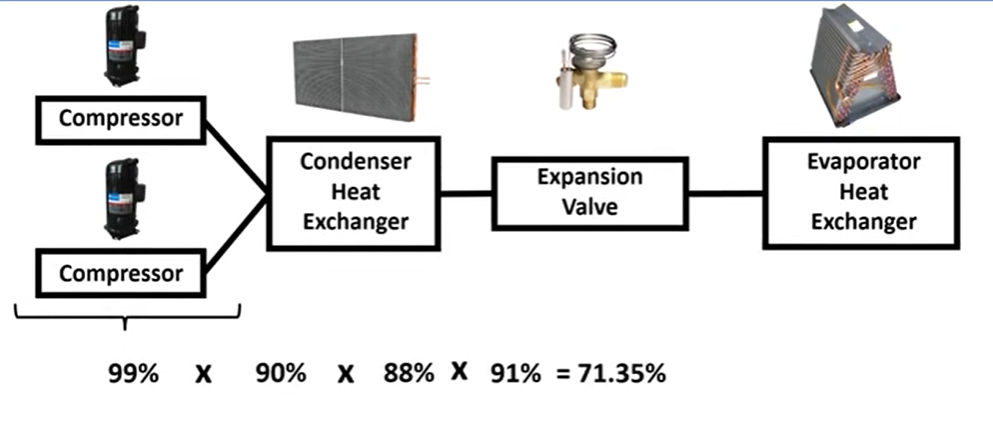 Compressor
Condenser
Heat
Exchanger
Expansion
Valve
Evaporator
Heat
Exchanger
Compressor
99% X 90% X 88% X 91% = 71.35%